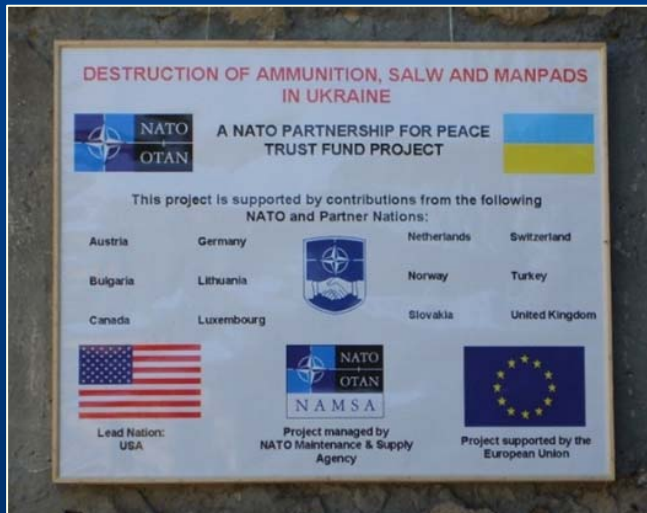 DESTRUCTION OF AMMUNITION, SALW AND MANPADS
IN UKRAINE
NATO
OTAN
A NATO PARTNERSHIP FOR PEACE
TRUST FUND PROJECT
This project is supported by contributions from the following
NATO and Partner Nations:
Austria Germany Netherlands Switzerland
Bulgaria Lithuania Norway Turkey
Canada Luxembourg Slovakia United Kingdom
NATO
OTAN
NAMSA
Lead Nation:
USA
Project managed by
NATO Maintenance & Supply
Agency
Project supported by the
European Union